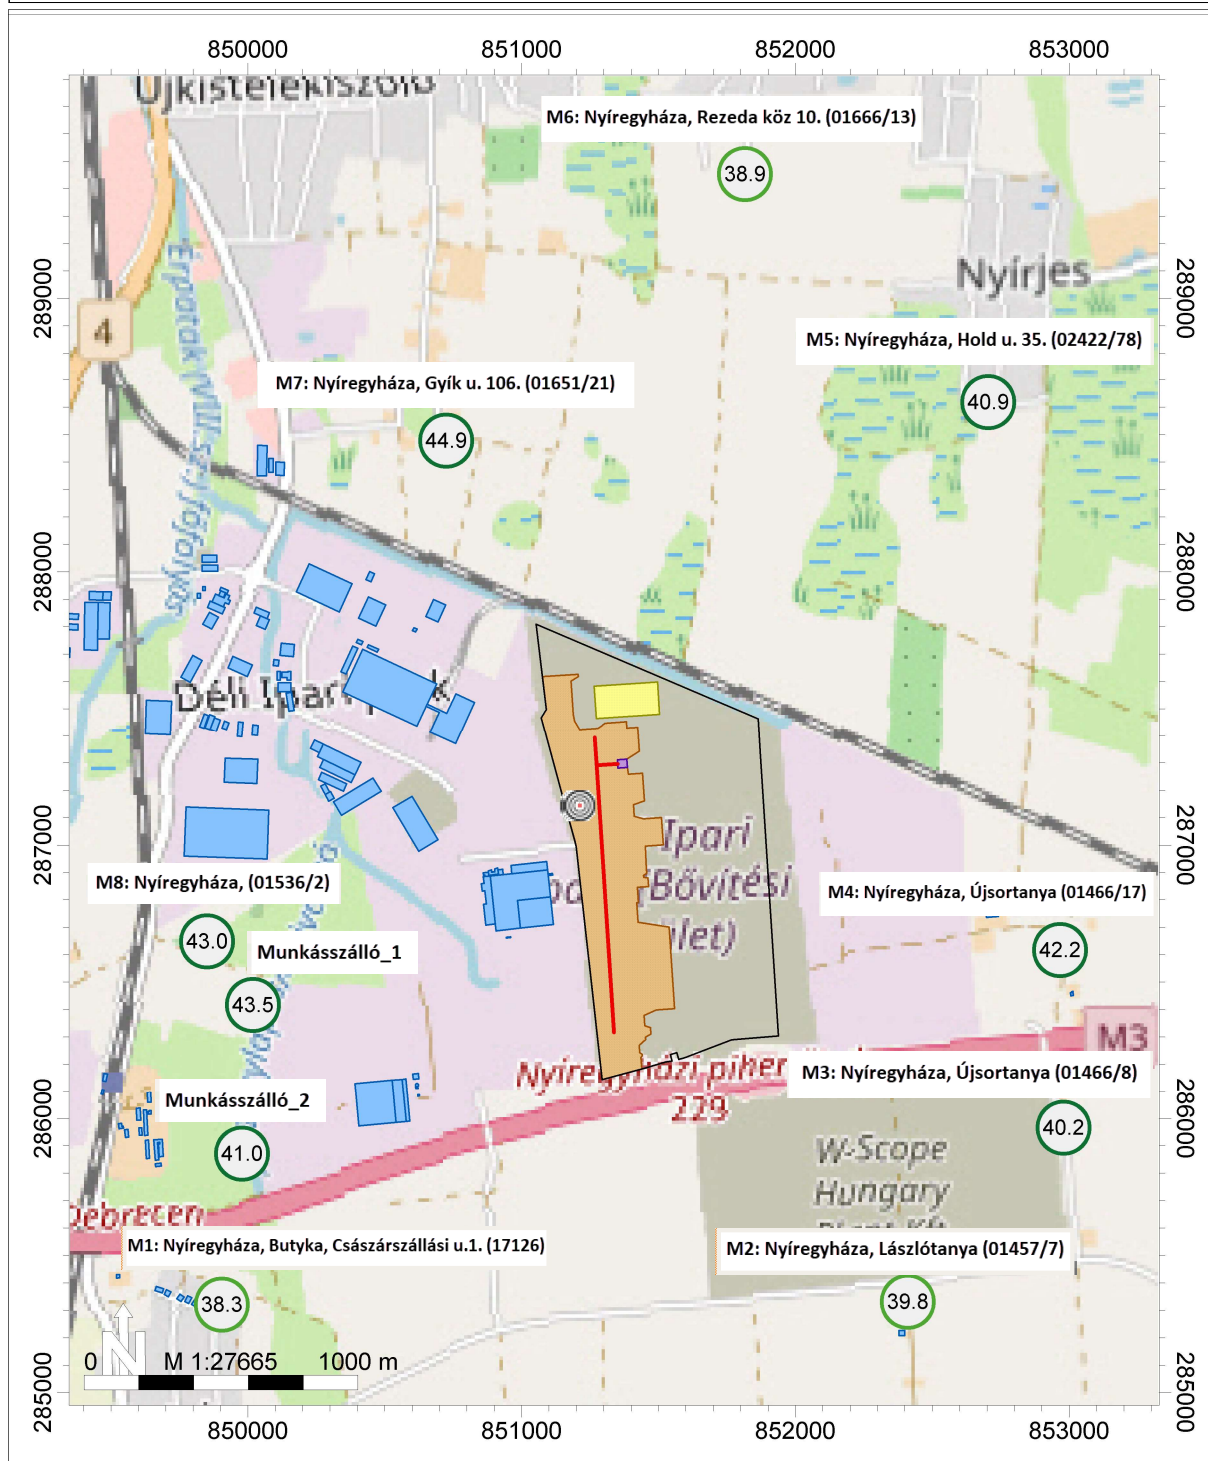 850000 851000 852000 853000
Újkistelekiszőlő
M6: Nyíregyháza, Rezeda köz 10. (01666/13)
38.9
289000
289000
Nyírjes
4
M5: Nyíregyháza, Hold u. 35. (02422/78)
40.9
M7: Nyíregyháza, Gyík u. 106. (01651/21)
44.9
288000
288000
Déli Ipar
k
287000
287000
Ipari
(Bővítési
M8: Nyíregyháza, (01536/2)
43.0
Munkásszálló_1
43.5
M4: Nyíregyháza, Újsortanya (01466/17)
42.2
M3
M3: Nyíregyháza, Újsortanya (01466/8)
40.2
229
Munkásszálló_2
41.0
286000
286000
W-Scope
Hungary
Debrecen
M1: Nyíregyháza, Butyka, Császárszállási u.1. (17126)
38.3
M2: Nyíregyháza, Lászlótanya (01457/7)
39.8
N
0 M 1:27665 1000 m
285000
285000
850000 851000 852000 853000